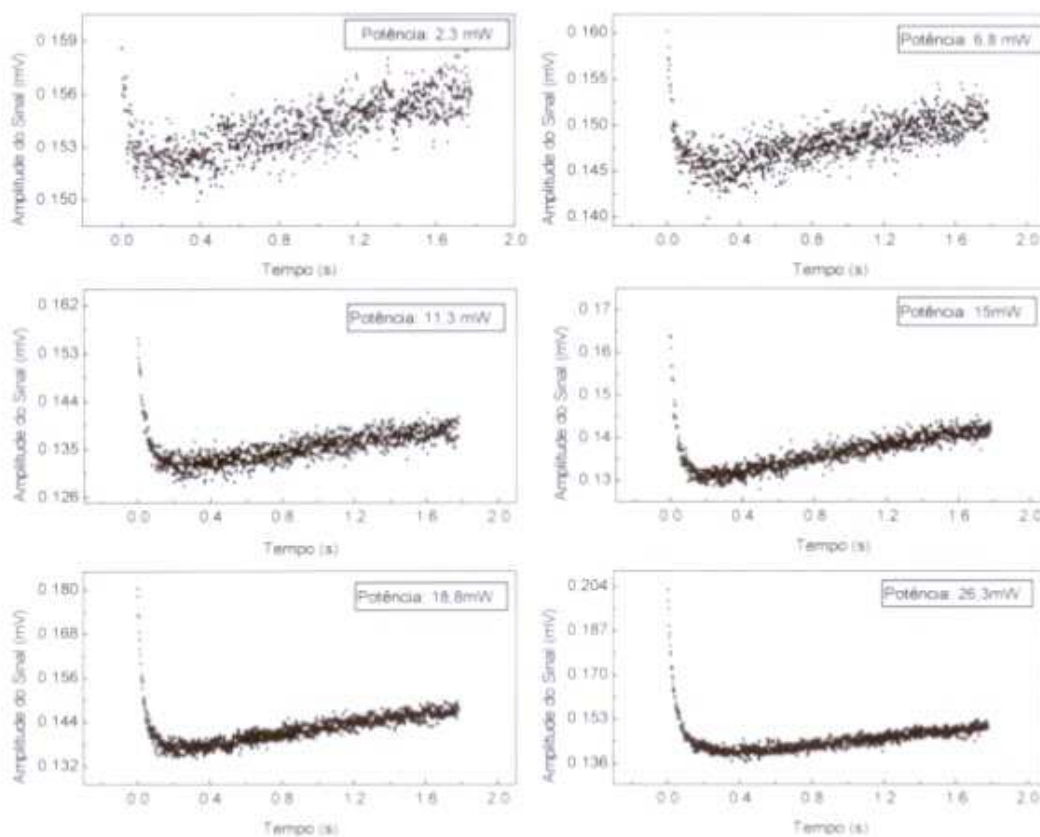 Potência: 2.3 mW
Amplitude do Sinal (mV)
0.159
0.156
0.153
0.150
0.0 0.4 0.8 1.2 1.6 2.0
Tempo (s)
Potência: 6.8 mW
Amplitude do Sinal (mV)
0.160
0.155
0.150
0.145
0.140
0.0 0.4 0.8 1.2 1.6 2.0
Tempo (s)
Potência: 11.3 mW
Amplitude do Sinal (mV)
0.162
0.153
0.144
0.135
0.126
0.0 0.4 0.8 1.2 1.6 2.0
Tempo (s)
Potência: 15mW
Amplitude do Sinal (mV)
0.17
0.16
0.15
0.14
0.13
0.0 0.4 0.8 1.2 1.6 2.0
Tempo (s)
Potência: 18,8mW
Amplitude do Sinal (mV)
0.180
0.168
0.156
0.144
0.132
0.0 0.4 0.8 1.2 1.6 2.0
Tempo (s)
Potência: 26,3mW
Amplitude do Sinal (mV)
0.204
0.187
0.170
0.153
0.136
0.0 0.4 0.8 1.2 1.6 2.0
Tempo (s)